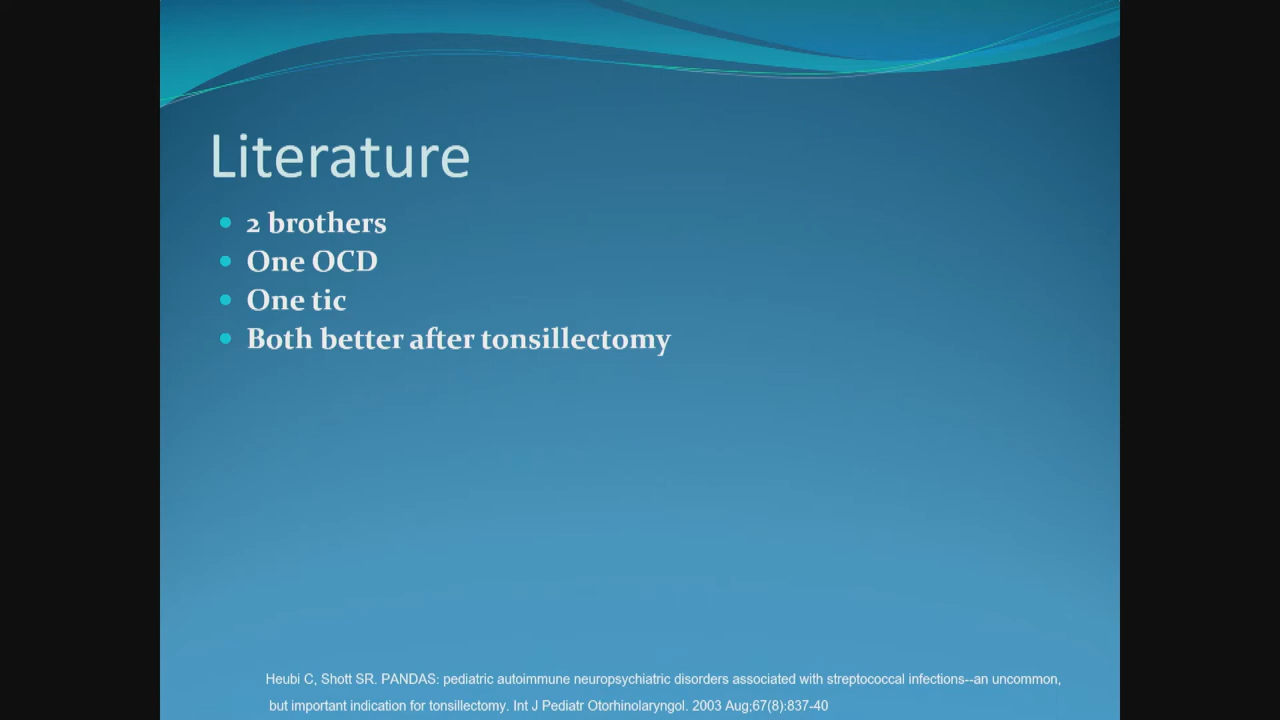 Literature
2 brothers
One OCD
One tic
Both better after tonsillectomy
Heubi C, Shott SR. PANDAS: pediatric autoimmune neuropsychiatric disorders associated with streptococcal infections--an uncommon,
but important indication for tonsillectomy. Int J Pediatr Otorhinolaryngol. 2003 Aug;67(8):837-40